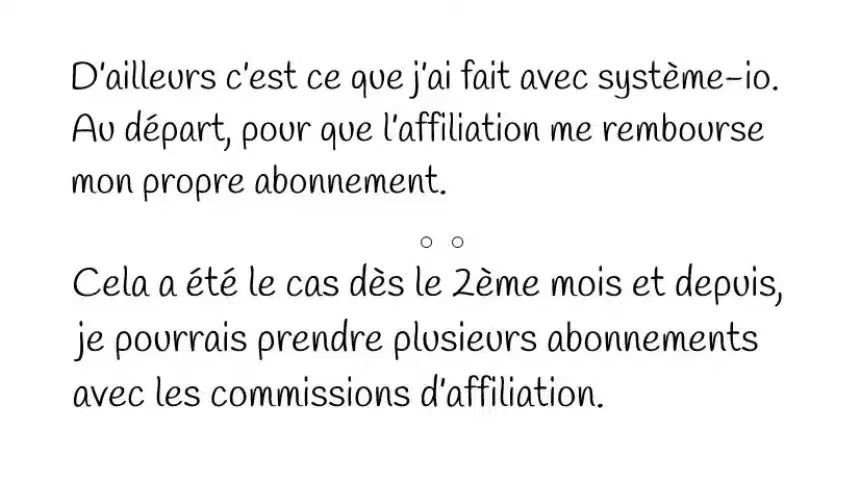 D'ailleurs c'est ce que j'ai fait avec système-io.
Au départ, pour que l'affiliation me rembourse
mon propre abonnement.
Cela a été le cas dès le 2ème mois et depuis,
je pourrais prendre plusieurs abonnements
avec les commissions d'affiliation.